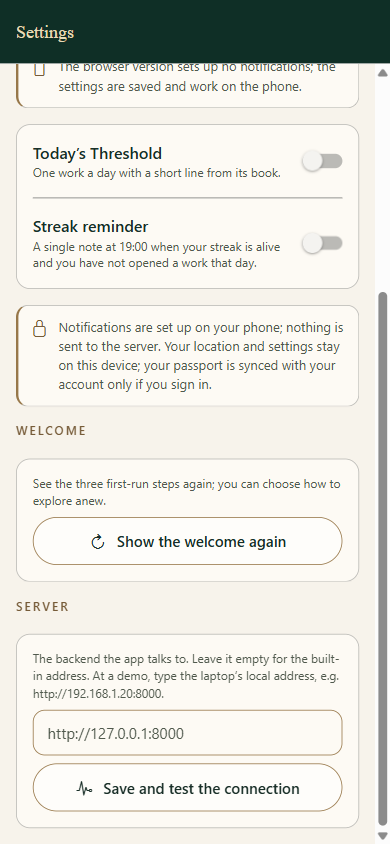 Settings
The browser version sets up no notifications; the
settings are saved and work on the phone.
Today’s Threshold
One work a day with a short line from its book.
Streak reminder
A single note at 19:00 when your streak is alive
and you have not opened a work that day.
Notifications are set up on your phone; nothing is
sent to the server. Your location and settings stay
on this device; your passport is synced with your
account only if you sign in.
WELCOME
See the three first-run steps again; you can choose how to
explore anew.
Show the welcome again
SERVER
The backend the app talks to. Leave it empty for the built-
in address. At a demo, type the laptop’s local address, e.g.
http://192.168.1.20:8000.
http://127.0.0.1:8000
Save and test the connection